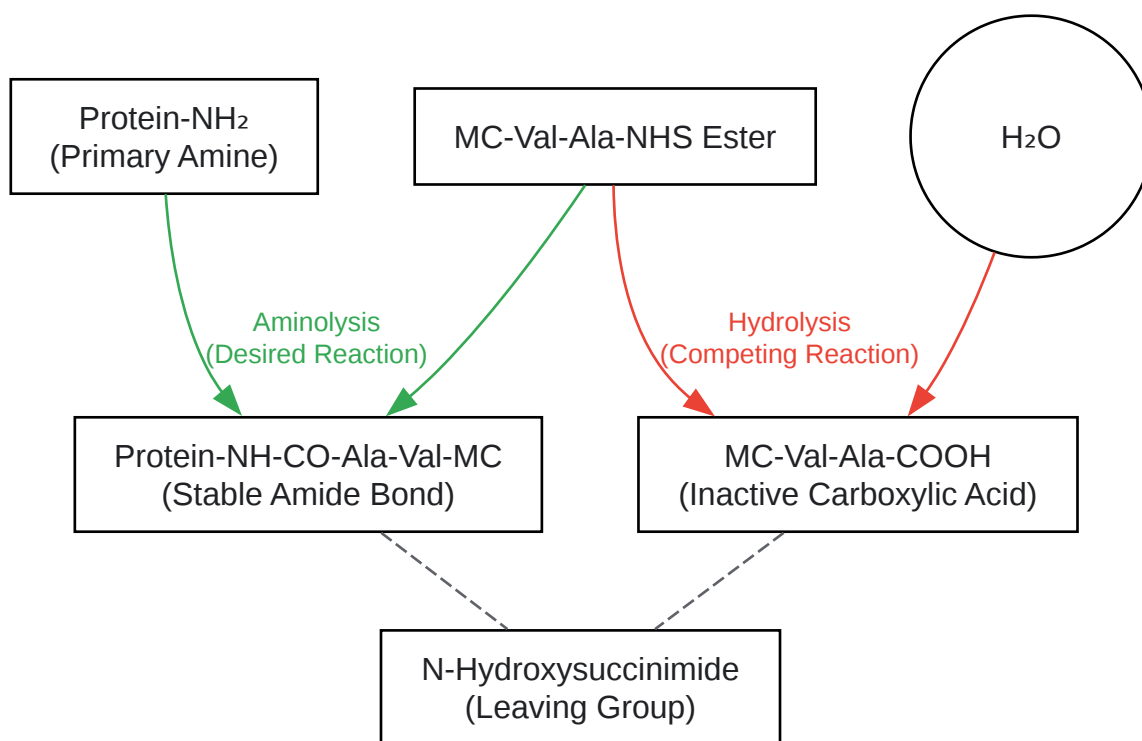 Protein-NH₂
(Primary Amine)
MC-Val-Ala-NHS Ester
H₂O
Aminolysis
(Desired Reaction)
Hydrolysis
(Competing Reaction)
Protein-NH-CO-Ala-Val-MC
(Stable Amide Bond)
MC-Val-Ala-COOH
(Inactive Carboxylic Acid)
N-Hydroxysuccinimide
(Leaving Group)